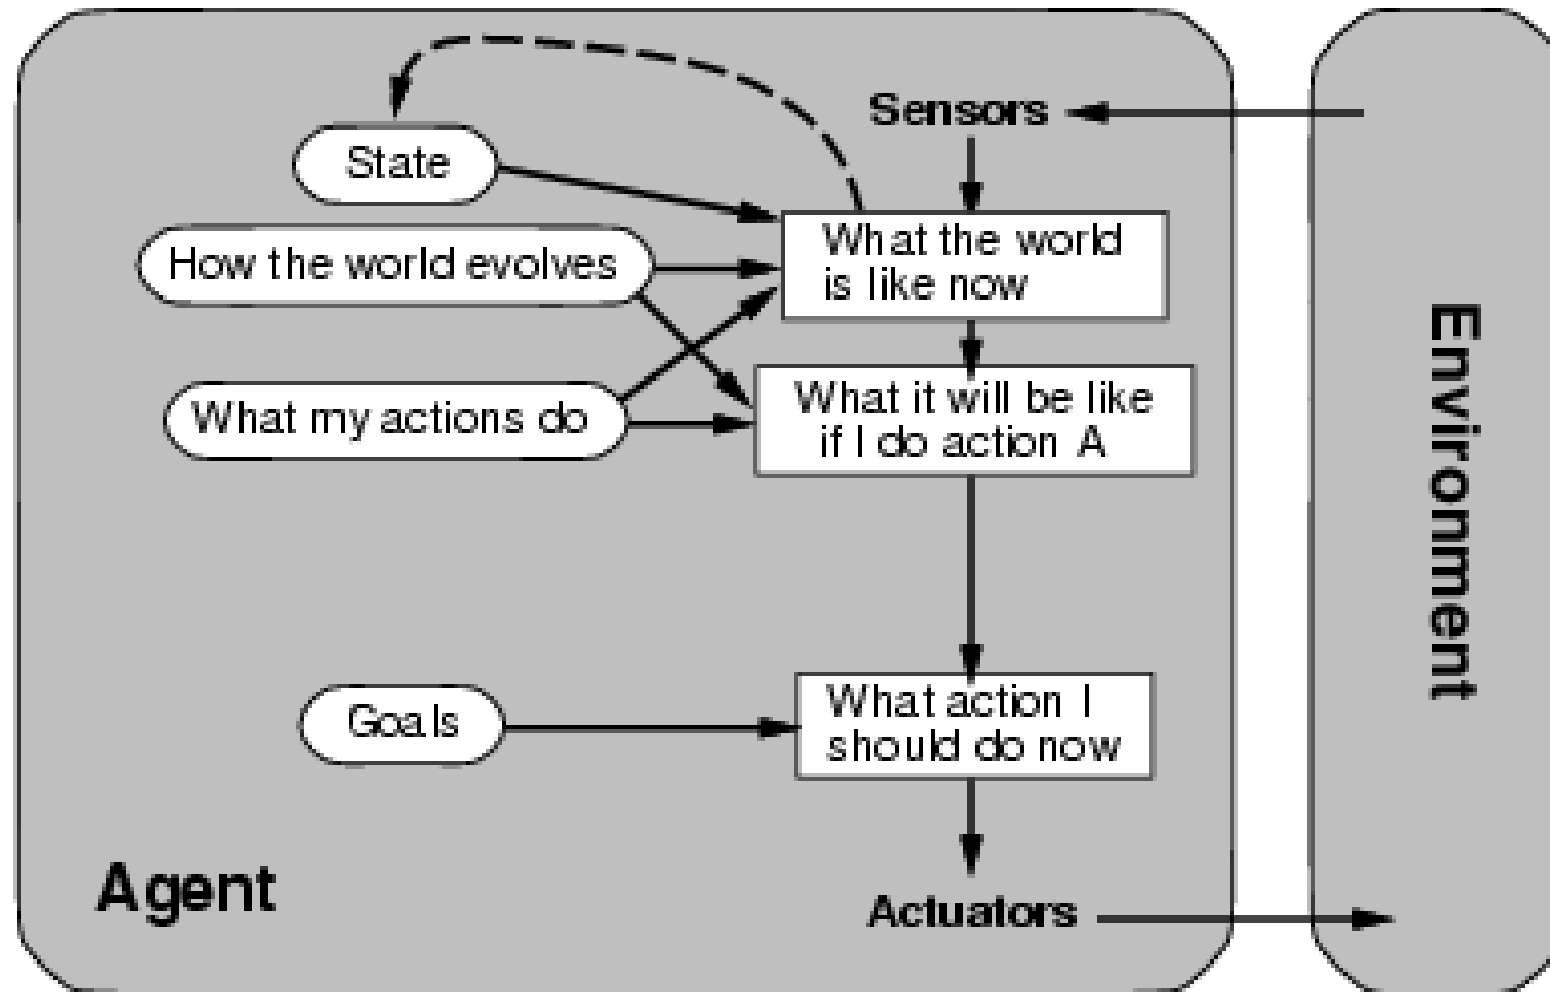 Sensors
State
What the world
is like now
How the world evolves
What it will be like
if I do action A
What my actions do
Goals
What action I
should do now
Agent
Actuators
Environment